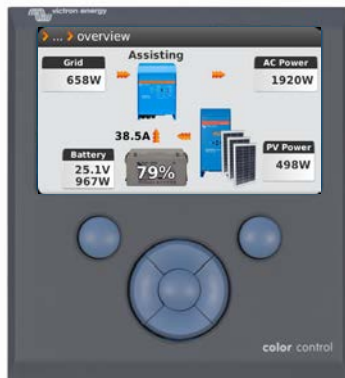 victron energy
... overview
Assisting
Grid
658W
AC Power
1920W
38.5A
Battery
25.1V
967W
79%
PV Power
498W
color control